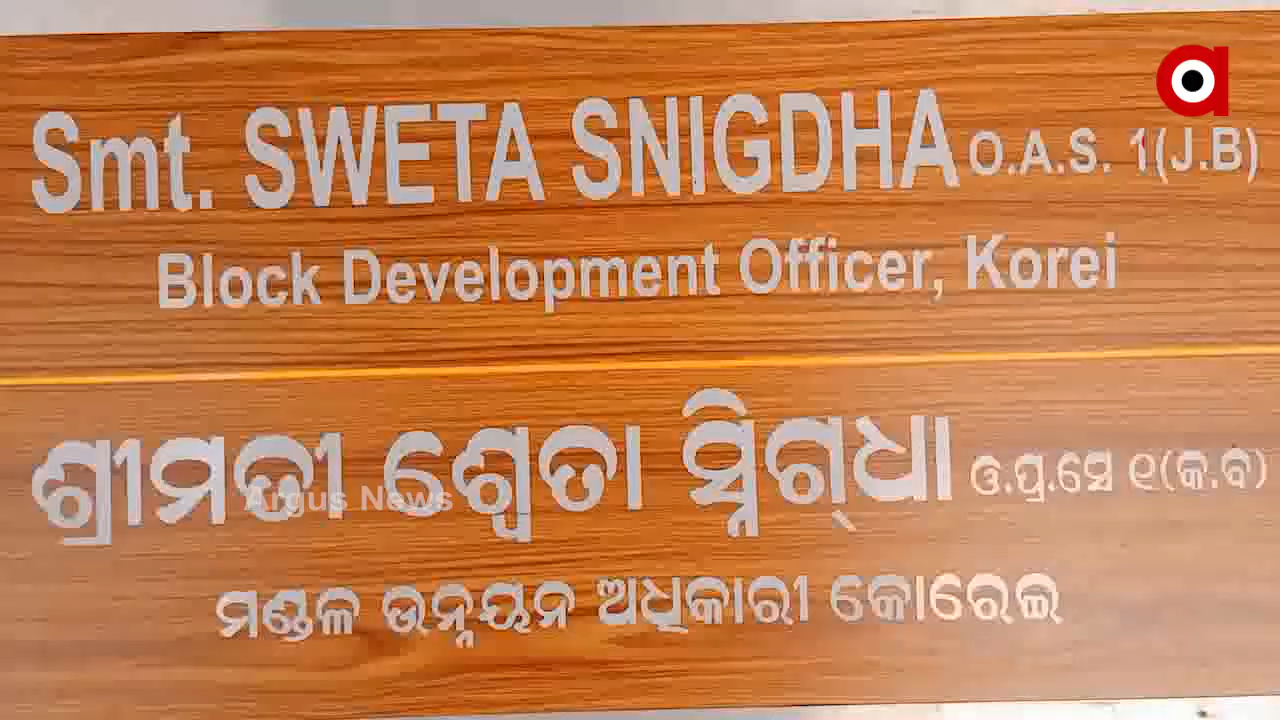 Smt. SWETA SNIGDHA O.A.S. 1(J.B)
Block Development Officer, Korei
ଶ୍ରୀମତୀ ଶ୍ୱେତା ସ୍ନିଗ୍‌ଧା ଓ.ପ୍ର.ସେ ୧(କ.ବି)
Argus News
ମଣ୍ଡଳ ଉନ୍ନୟନ ଅଧିକାରୀ କୋରେଇ